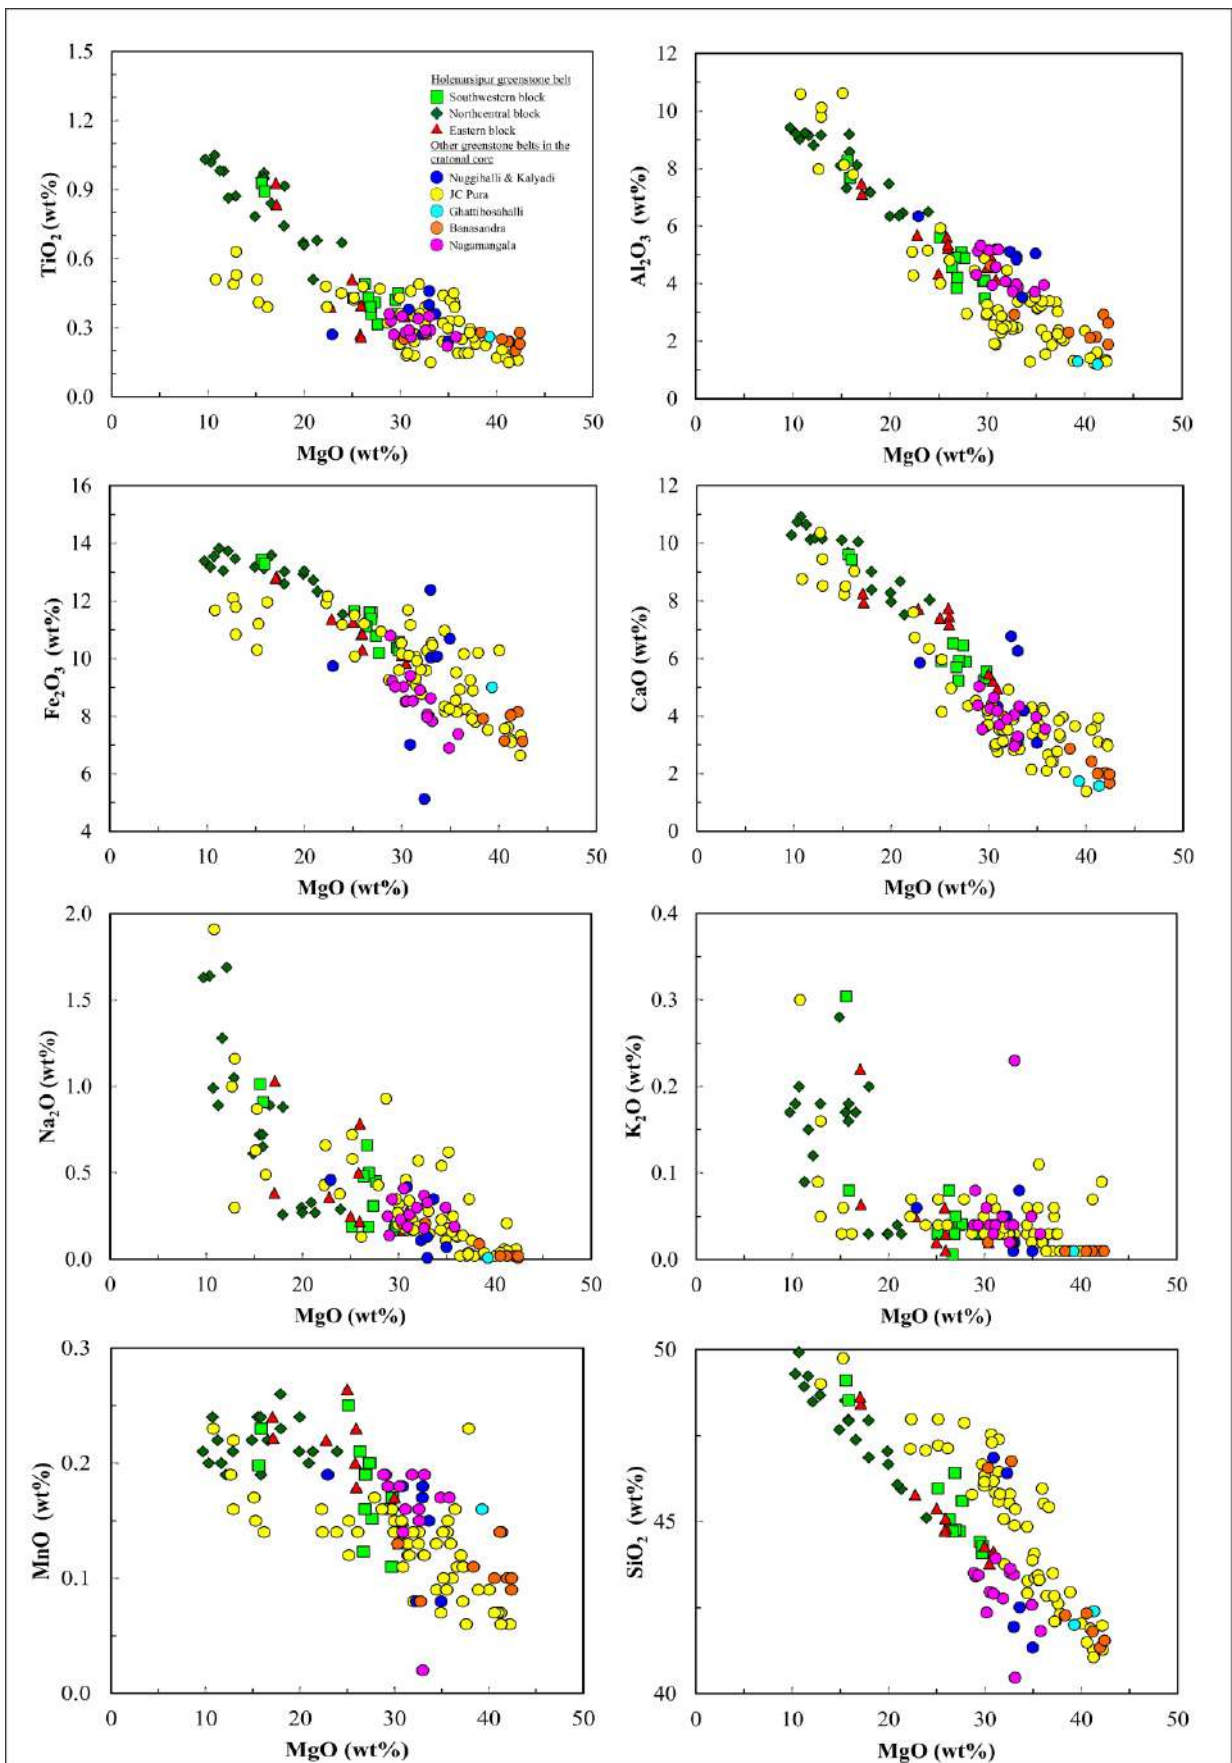 1.5
1.2
0.9
0.6
0.3
0.0
TiO2 (wt%)
Holenarsipur greenstone belt
Southwestern block
Northcentral block
Eastern block
Other greenstone belts in the
cratonal core
Nuggihalli & Kalyadi
JC Pura
Ghattihosahalli
Banasandra
Nagamangala
0 10 20 30 40 50
MgO (wt%)
12
10
8
6
4
2
0
Al2O3 (wt%)
0 10 20 30 40 50
MgO (wt%)
16
14
12
10
8
6
4
Fe2O3 (wt%)
0 10 20 30 40 50
MgO (wt%)
12
10
8
6
4
2
0
CaO (wt%)
0 10 20 30 40 50
MgO (wt%)
2.0
1.5
1.0
0.5
0.0
Na2O (wt%)
0 10 20 30 40 50
MgO (wt%)
0.4
0.3
0.2
0.1
0.0
K2O (wt%)
0 10 20 30 40 50
MgO (wt%)
0.3
0.2
0.1
0.0
MnO (wt%)
0 10 20 30 40 50
MgO (wt%)
50
45
40
SiO2 (wt%)
0 10 20 30 40 50
MgO (wt%)